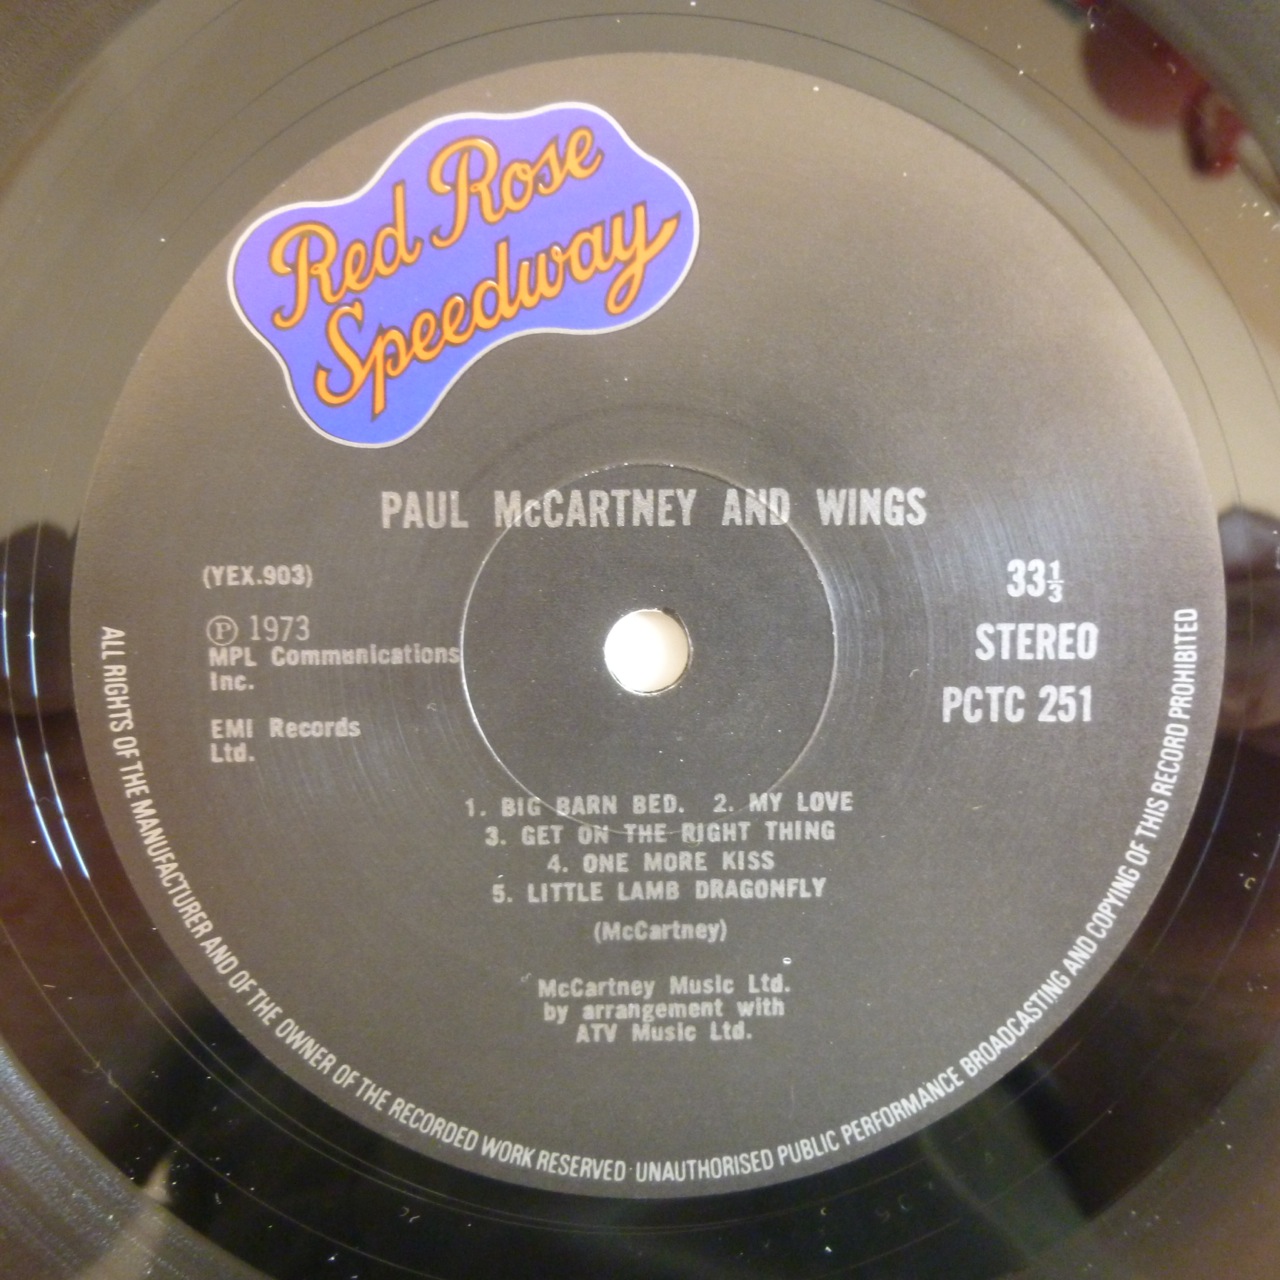 Red Rose
Speedway
PAUL McCARTNEY AND WINGS
(YEX.903)
33⅓
Ⓟ 1973
MPL Communications
Inc.
STEREO
EMI Records
Ltd.
PCTC 251
1. BIG BARN BED. 2. MY LOVE
3. GET ON THE RIGHT THING
4. ONE MORE KISS
5. LITTLE LAMB DRAGONFLY
(McCartney)
McCartney Music Ltd.
by arrangement with
ATV Music Ltd.
ALL RIGHTS OF THE MANUFACTURER AND OF THE OWNER OF THE RECORDED WORK RESERVED · UNAUTHORISED PUBLIC PERFORMANCE BROADCASTING AND COPYING OF THIS RECORD PROHIBITED